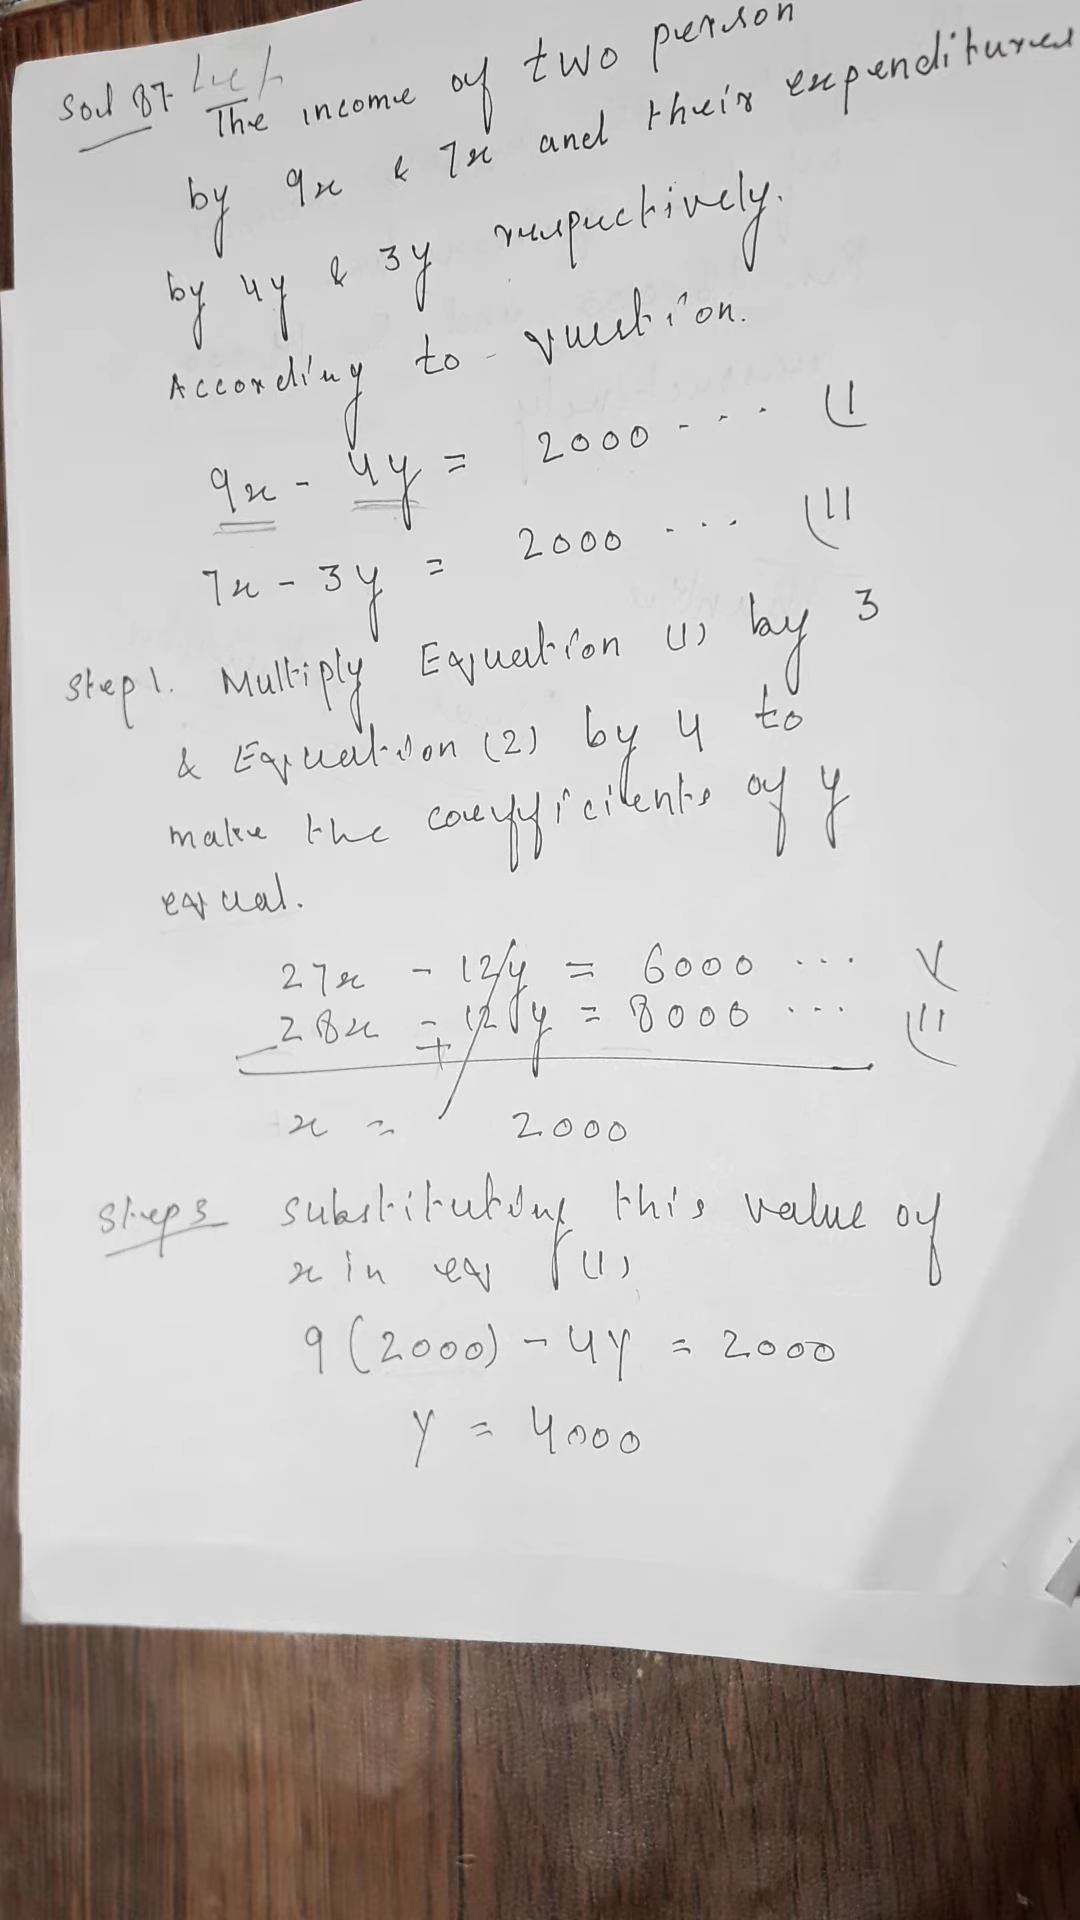 Sol 87. Let
The income of two person
by 9x & 7x and their expenditures
by 4y & 3y respectively.
According to question.
9x - 4y = 2000 ... (1
7x - 3y = 2000 ... (11
Step 1. Multiply Equation (1) by 3
& Equation (2) by 4 to
make the coefficients of y
equal.
27x - 12y = 6000 ...
28x - 12y = 8000 ... (11
+
x = 2000
Step 3 Substituting this value of
x in eq (1)
9(2000) - 4y = 2000
y = 4000